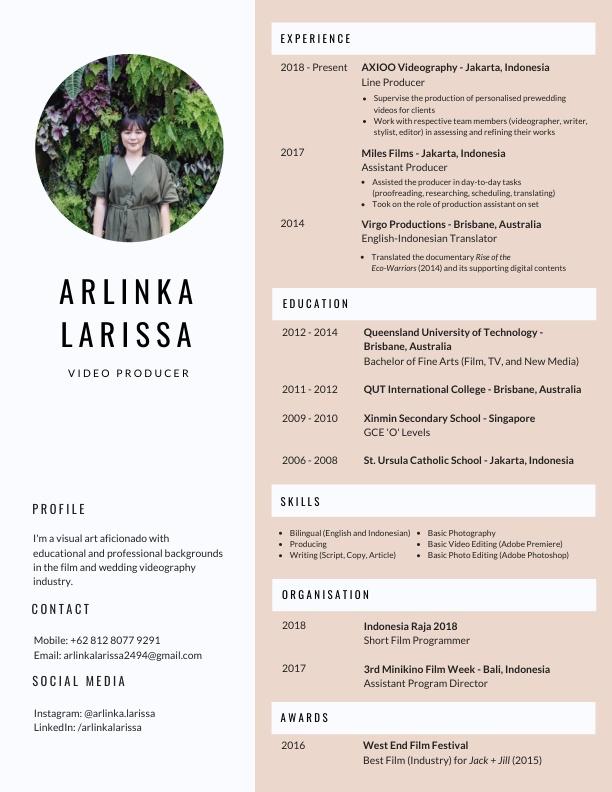 ARLINKA
LARISSA
VIDEO PRODUCER
PROFILE
I'm a visual art aficionado with
educational and professional backgrounds
in the film and wedding videography
industry.
CONTACT
Mobile: +62 812 8077 9291
Email: arlinkalarissa2494@gmail.com
SOCIAL MEDIA
Instagram: @arlinka.larissa
LinkedIn: /arlinkalarissa
EXPERIENCE
2018 - Present AXIOO Videography - Jakarta, Indonesia
Line Producer
• Supervise the production of personalised prewedding
videos for clients
• Work with respective team members (videographer, writer,
stylist, editor) in assessing and refining their works
2017 Miles Films - Jakarta, Indonesia
Assistant Producer
• Assisted the producer in day-to-day tasks
(proofreading, researching, scheduling, translating)
• Took on the role of production assistant on set
2014 Virgo Productions - Brisbane, Australia
English-Indonesian Translator
• Translated the documentary Rise of the
Eco-Warriors (2014) and its supporting digital contents
EDUCATION
2012 - 2014 Queensland University of Technology -
Brisbane, Australia
Bachelor of Fine Arts (Film, TV, and New Media)
2011 - 2012 QUT International College - Brisbane, Australia
2009 - 2010 Xinmin Secondary School - Singapore
GCE 'O' Levels
2006 - 2008 St. Ursula Catholic School - Jakarta, Indonesia
SKILLS
• Bilingual (English and Indonesian)
• Producing
• Writing (Script, Copy, Article)
• Basic Photography
• Basic Video Editing (Adobe Premiere)
• Basic Photo Editing (Adobe Photoshop)
ORGANISATION
2018 Indonesia Raja 2018
Short Film Programmer
2017 3rd Minikino Film Week - Bali, Indonesia
Assistant Program Director
AWARDS
2016 West End Film Festival
Best Film (Industry) for Jack + Jill (2015)